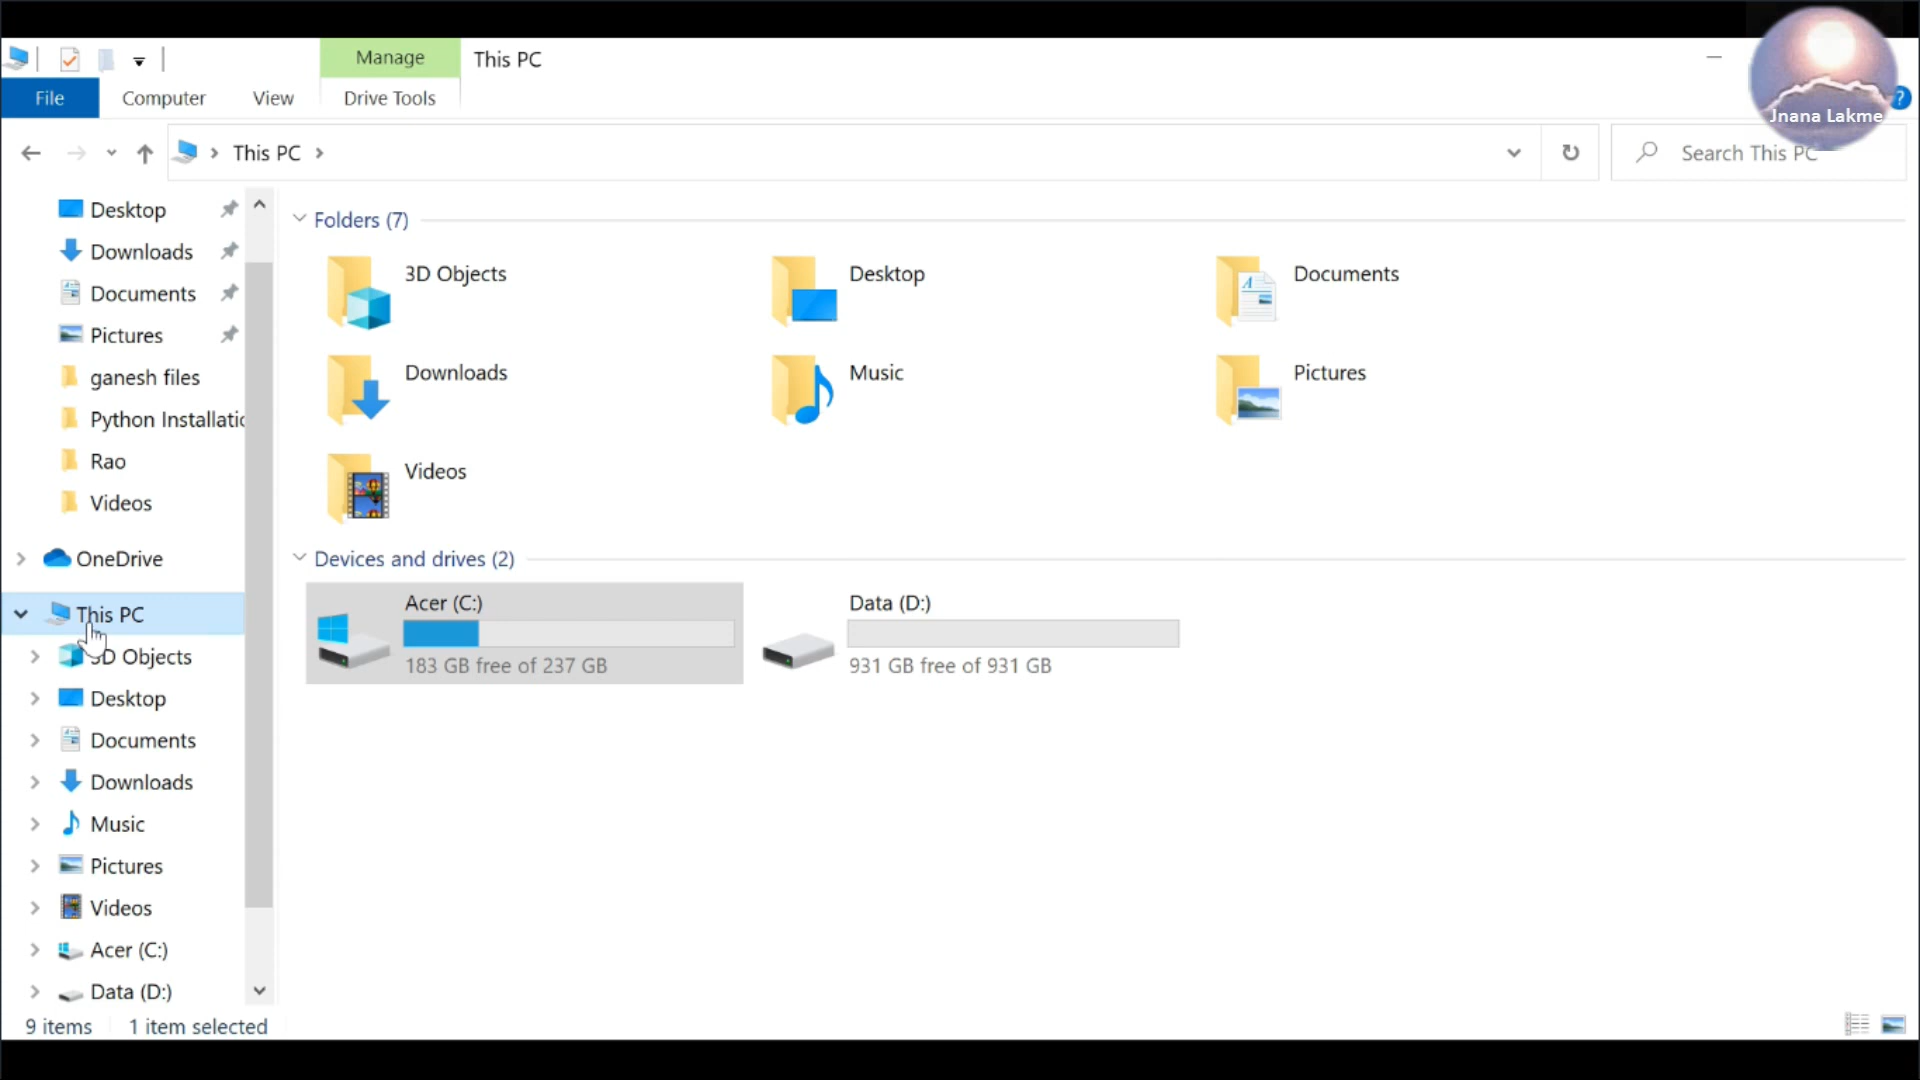 Manage
This PC
File
Computer
View
Drive Tools
Jnana Lakme
?
This PC
Search This PC
Desktop
Downloads
Documents
Pictures
ganesh files
Python Installatic
Rao
Videos
OneDrive
This PC
3D Objects
Desktop
Documents
Downloads
Music
Pictures
Videos
Acer (C:)
Data (D:)
Folders (7)
3D Objects
Desktop
Documents
Downloads
Music
Pictures
Videos
Devices and drives (2)
Acer (C:)
183 GB free of 237 GB
Data (D:)
931 GB free of 931 GB
9 items
1 item selected